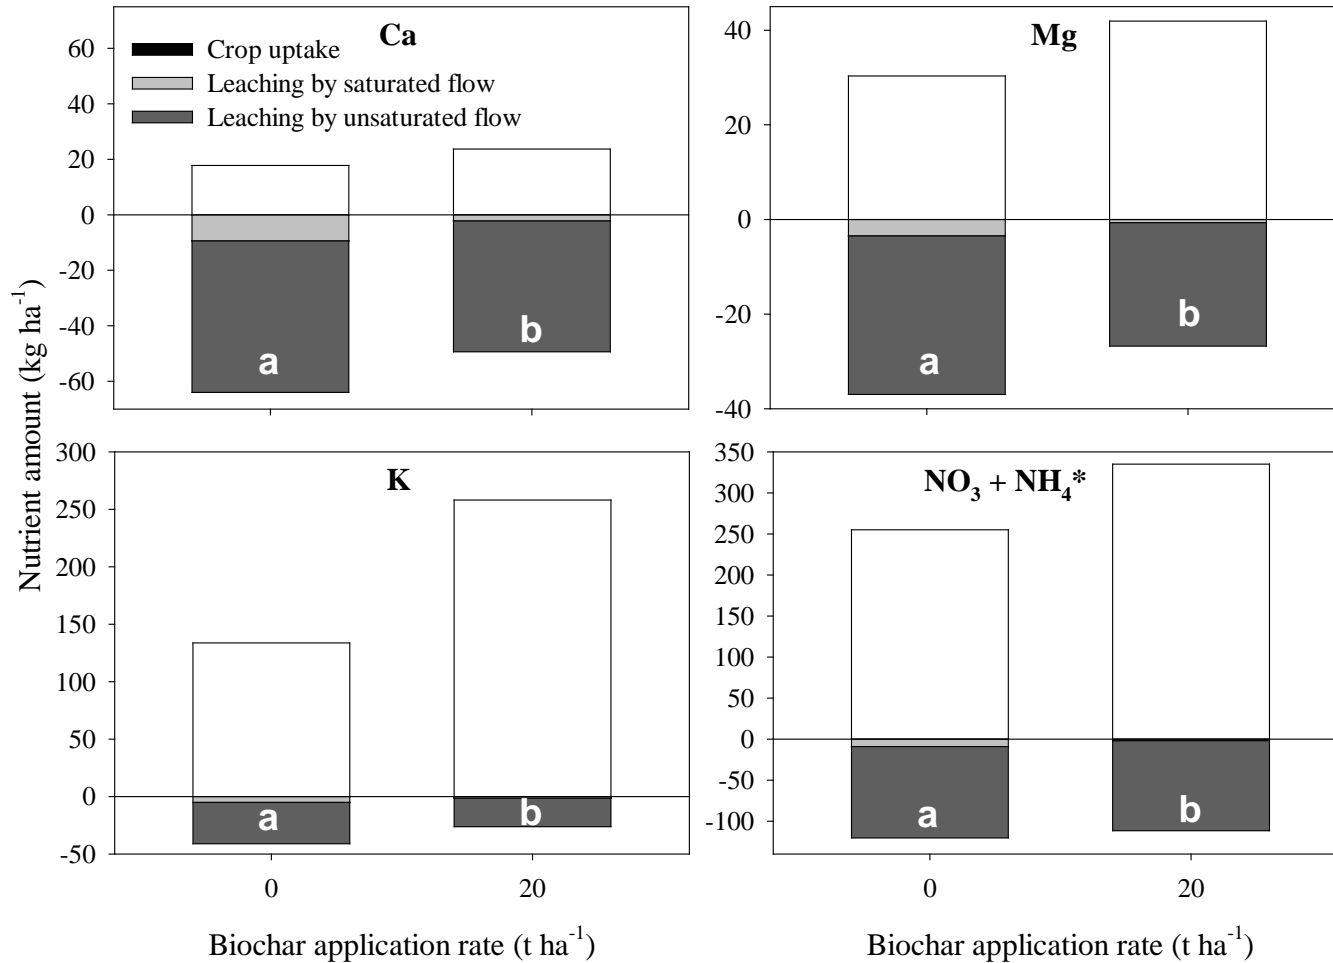 Ca
Crop uptake
Leaching by saturated flow
Leaching by unsaturated flow
60
40
20
0
-20
-40
-60
a
b
Mg
40
20
0
-20
-40
a
b
Nutrient amount (kg ha⁻¹)
K
300
250
200
150
100
50
0
-50
a
b
0
20
Biochar application rate (t ha⁻¹)
NO₃ + NH₄*
350
300
250
200
150
100
50
0
-50
-100
a
b
0
20
Biochar application rate (t ha⁻¹)